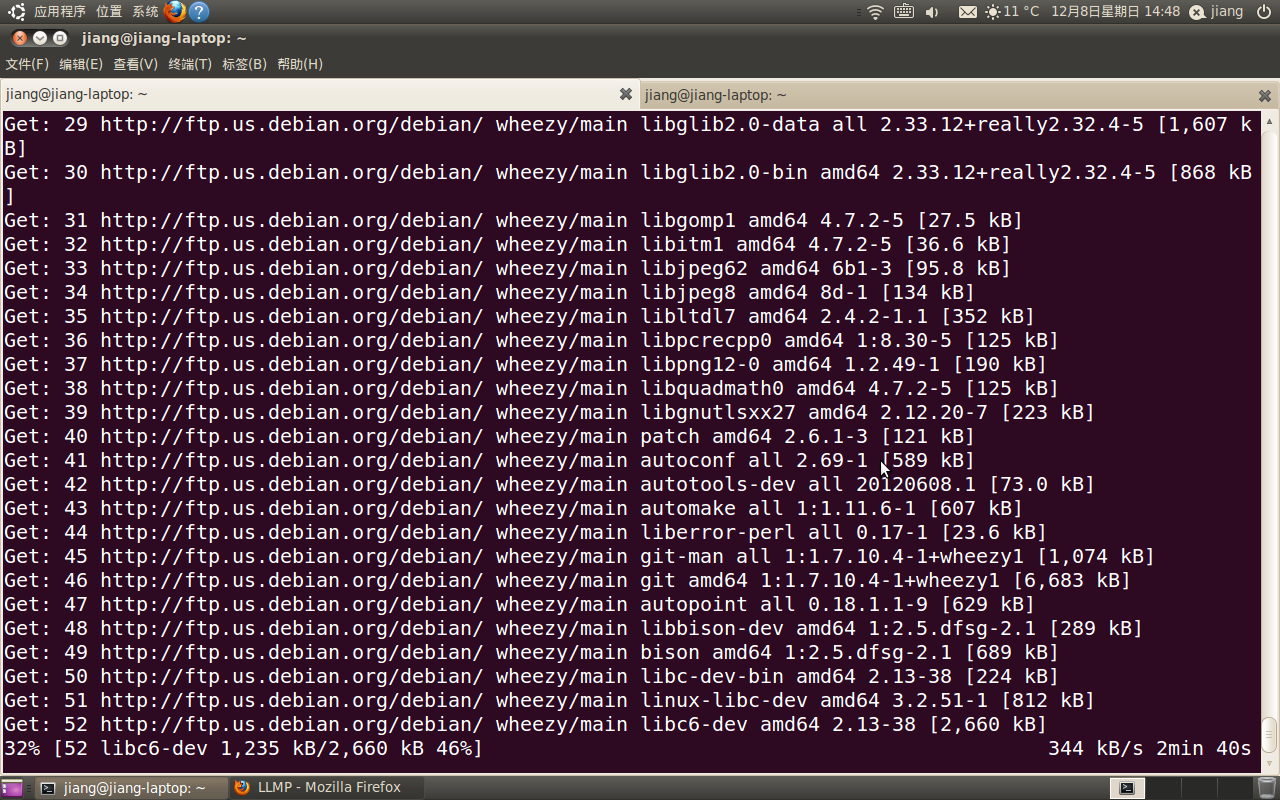 应用程序 位置 系统 11 °C 12月8日星期日 14:48 jiang
jiang@jiang-laptop: ~
文件(F) 编辑(E) 查看(V) 终端(T) 标签(B) 帮助(H)
jiang@jiang-laptop: ~ jiang@jiang-laptop: ~
Get: 29 http://ftp.us.debian.org/debian/ wheezy/main libglib2.0-data all 2.33.12+really2.32.4-5 [1,607 k
B]
Get: 30 http://ftp.us.debian.org/debian/ wheezy/main libglib2.0-bin amd64 2.33.12+really2.32.4-5 [868 kB
]
Get: 31 http://ftp.us.debian.org/debian/ wheezy/main libgomp1 amd64 4.7.2-5 [27.5 kB]
Get: 32 http://ftp.us.debian.org/debian/ wheezy/main libitm1 amd64 4.7.2-5 [36.6 kB]
Get: 33 http://ftp.us.debian.org/debian/ wheezy/main libjpeg62 amd64 6b1-3 [95.8 kB]
Get: 34 http://ftp.us.debian.org/debian/ wheezy/main libjpeg8 amd64 8d-1 [134 kB]
Get: 35 http://ftp.us.debian.org/debian/ wheezy/main libltdl7 amd64 2.4.2-1.1 [352 kB]
Get: 36 http://ftp.us.debian.org/debian/ wheezy/main libpcrecpp0 amd64 1:8.30-5 [125 kB]
Get: 37 http://ftp.us.debian.org/debian/ wheezy/main libpng12-0 amd64 1.2.49-1 [190 kB]
Get: 38 http://ftp.us.debian.org/debian/ wheezy/main libquadmath0 amd64 4.7.2-5 [125 kB]
Get: 39 http://ftp.us.debian.org/debian/ wheezy/main libgnutlsxx27 amd64 2.12.20-7 [223 kB]
Get: 40 http://ftp.us.debian.org/debian/ wheezy/main patch amd64 2.6.1-3 [121 kB]
Get: 41 http://ftp.us.debian.org/debian/ wheezy/main autoconf all 2.69-1 [589 kB]
Get: 42 http://ftp.us.debian.org/debian/ wheezy/main autotools-dev all 20120608.1 [73.0 kB]
Get: 43 http://ftp.us.debian.org/debian/ wheezy/main automake all 1:1.11.6-1 [607 kB]
Get: 44 http://ftp.us.debian.org/debian/ wheezy/main liberror-perl all 0.17-1 [23.6 kB]
Get: 45 http://ftp.us.debian.org/debian/ wheezy/main git-man all 1:1.7.10.4-1+wheezy1 [1,074 kB]
Get: 46 http://ftp.us.debian.org/debian/ wheezy/main git amd64 1:1.7.10.4-1+wheezy1 [6,683 kB]
Get: 47 http://ftp.us.debian.org/debian/ wheezy/main autopoint all 0.18.1.1-9 [629 kB]
Get: 48 http://ftp.us.debian.org/debian/ wheezy/main libbison-dev amd64 1:2.5.dfsg-2.1 [289 kB]
Get: 49 http://ftp.us.debian.org/debian/ wheezy/main bison amd64 1:2.5.dfsg-2.1 [689 kB]
Get: 50 http://ftp.us.debian.org/debian/ wheezy/main libc-dev-bin amd64 2.13-38 [224 kB]
Get: 51 http://ftp.us.debian.org/debian/ wheezy/main linux-libc-dev amd64 3.2.51-1 [812 kB]
Get: 52 http://ftp.us.debian.org/debian/ wheezy/main libc6-dev amd64 2.13-38 [2,660 kB]
32% [52 libc6-dev 1,235 kB/2,660 kB 46%] 344 kB/s 2min 40s
jiang@jiang-laptop: ~ LLMP - Mozilla Firefox